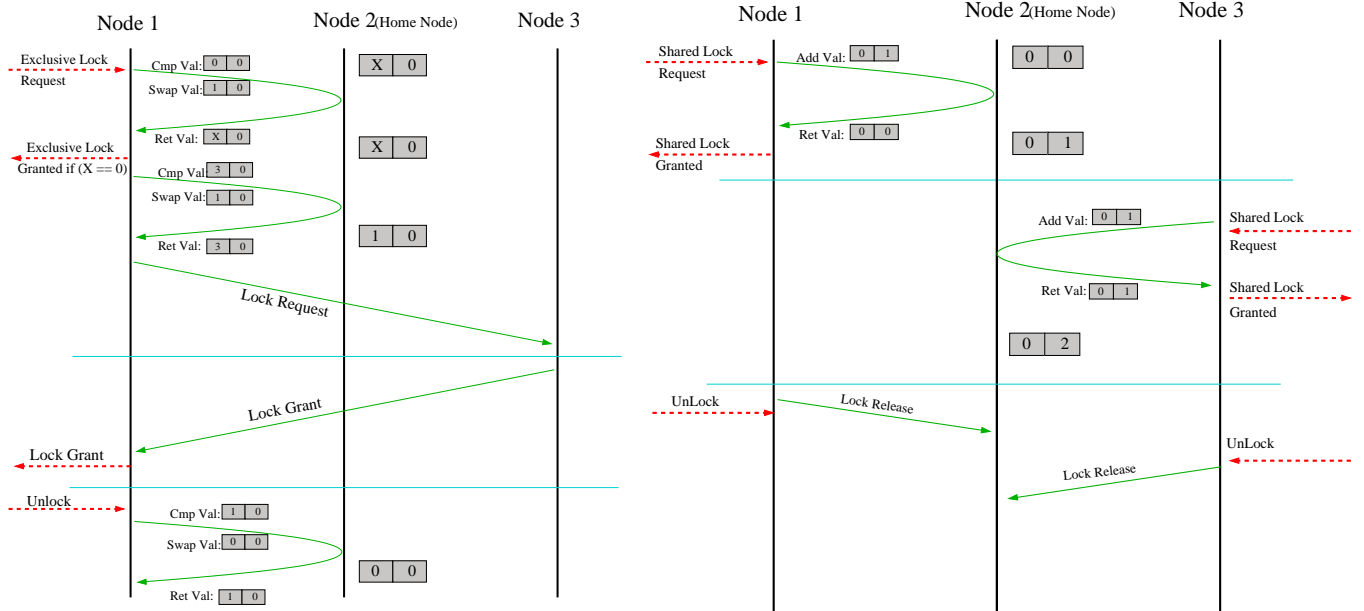 Node 1
Node 2(Home Node)
Node 3
Exclusive Lock
Request
Cmp Val: 0 0
X 0
Swap Val: 1 0
Ret Val: X 0
X 0
Exclusive Lock
Granted if (X == 0)
Cmp Val: 3 0
Swap Val: 1 0
1 0
Ret Val: 3 0
Lock Request
Lock Grant
Lock Grant
Unlock
Cmp Val: 1 0
Swap Val: 0 0
0 0
Ret Val: 1 0
Node 1
Node 2(Home Node)
Node 3
Shared Lock
Request
Add Val: 0 1
0 0
Ret Val: 0 0
0 1
Shared Lock
Granted
Add Val: 0 1
Shared Lock
Request
Ret Val: 0 1
Shared Lock
Granted
0 2
UnLock
Lock Release
UnLock
Lock Release